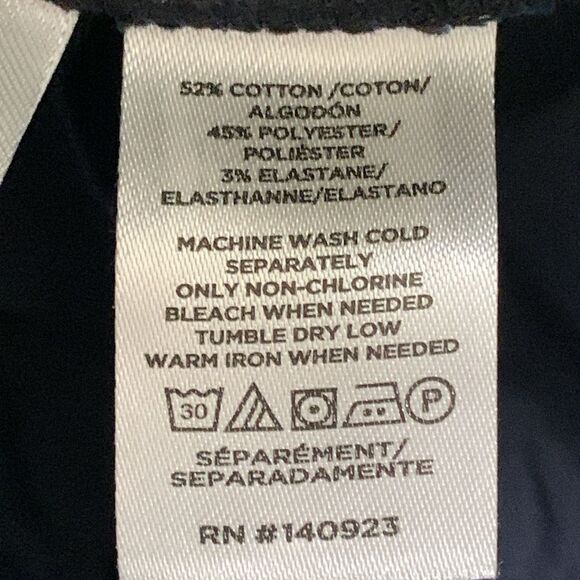 52% COTTON /COTON/
ALGODÓN
45% POLYESTER/
POLIÉSTER
3% ELASTANE/
ELASTHANNE/ELASTANO
MACHINE WASH COLD
SEPARATELY
ONLY NON-CHLORINE
BLEACH WHEN NEEDED
TUMBLE DRY LOW
WARM IRON WHEN NEEDED
30 P
SÉPARÉMENT/
SEPARADAMENTE
RN #140923